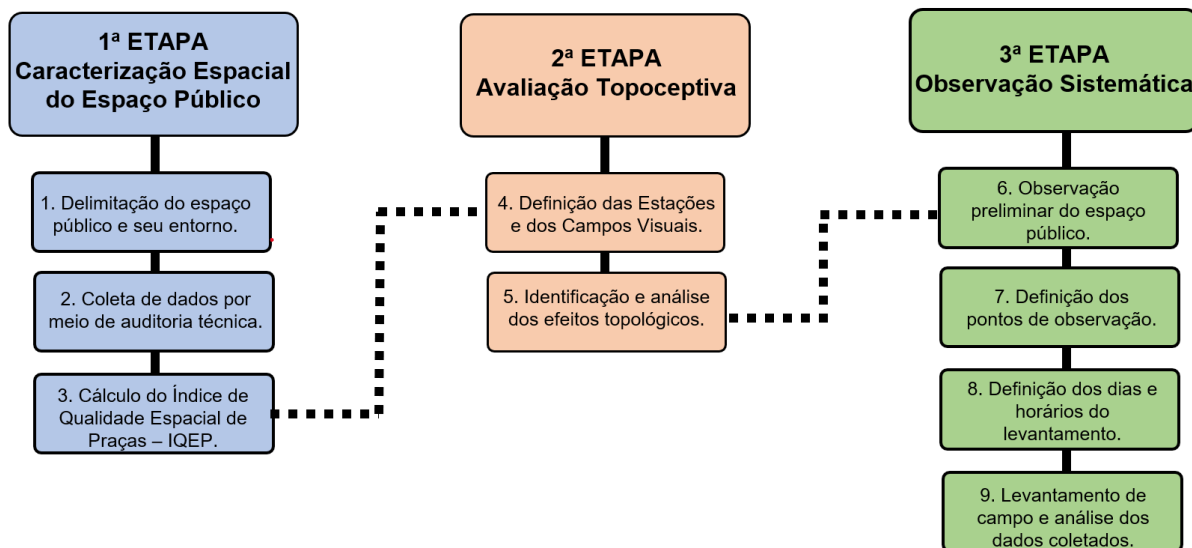 1ª ETAPA
Caracterização Espacial
do Espaço Público
1. Delimitação do espaço
público e seu entorno.
2. Coleta de dados por
meio de auditoria técnica.
3. Cálculo do Índice de
Qualidade Espacial de
Praças – IQEP.
2ª ETAPA
Avaliação Topoceptiva
4. Definição das Estações
e dos Campos Visuais.
5. Identificação e análise
dos efeitos topológicos.
3ª ETAPA
Observação Sistemática
6. Observação
preliminar do espaço
público.
7. Definição dos
pontos de observação.
8. Definição dos dias e
horários do
levantamento.
9. Levantamento de
campo e análise dos
dados coletados.